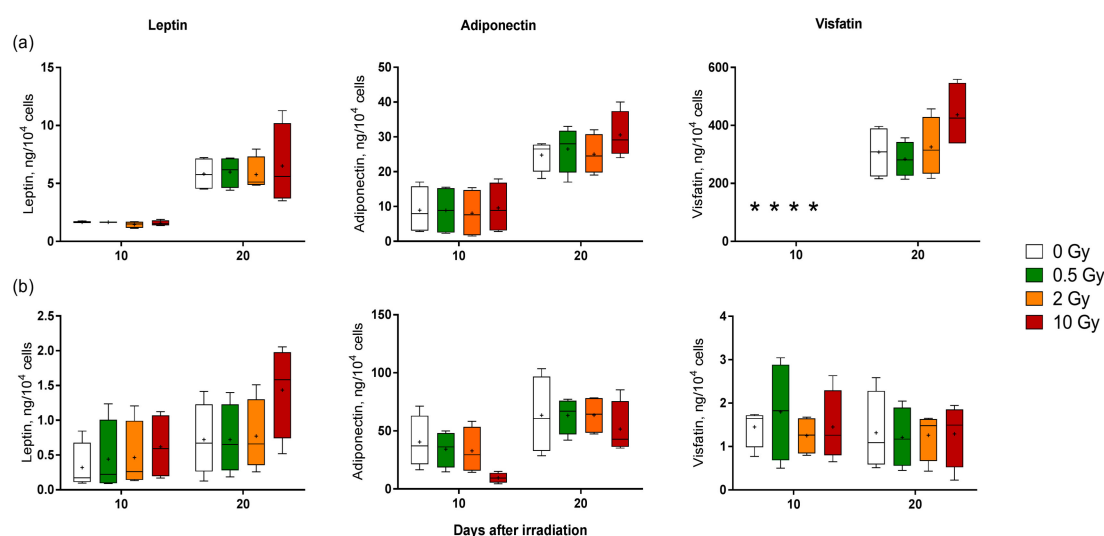 Leptin
Adiponectin
Visfatin
(a)
Leptin, ng/10⁴ cells
15
10
5
0
10
20
Adiponectin, ng/10⁴ cells
50
40
30
20
10
0
10
20
Visfatin, ng/10⁴ cells
600
400
200
0
* * * *
10
20
0 Gy
0.5 Gy
2 Gy
10 Gy
(b)
Leptin, ng/10⁴ cells
2.5
2.0
1.5
1.0
0.5
0.0
10
20
Adiponectin, ng/10⁴ cells
150
100
50
0
10
20
Visfatin, ng/10⁴ cells
4
3
2
1
0
10
20
Days after irradiation